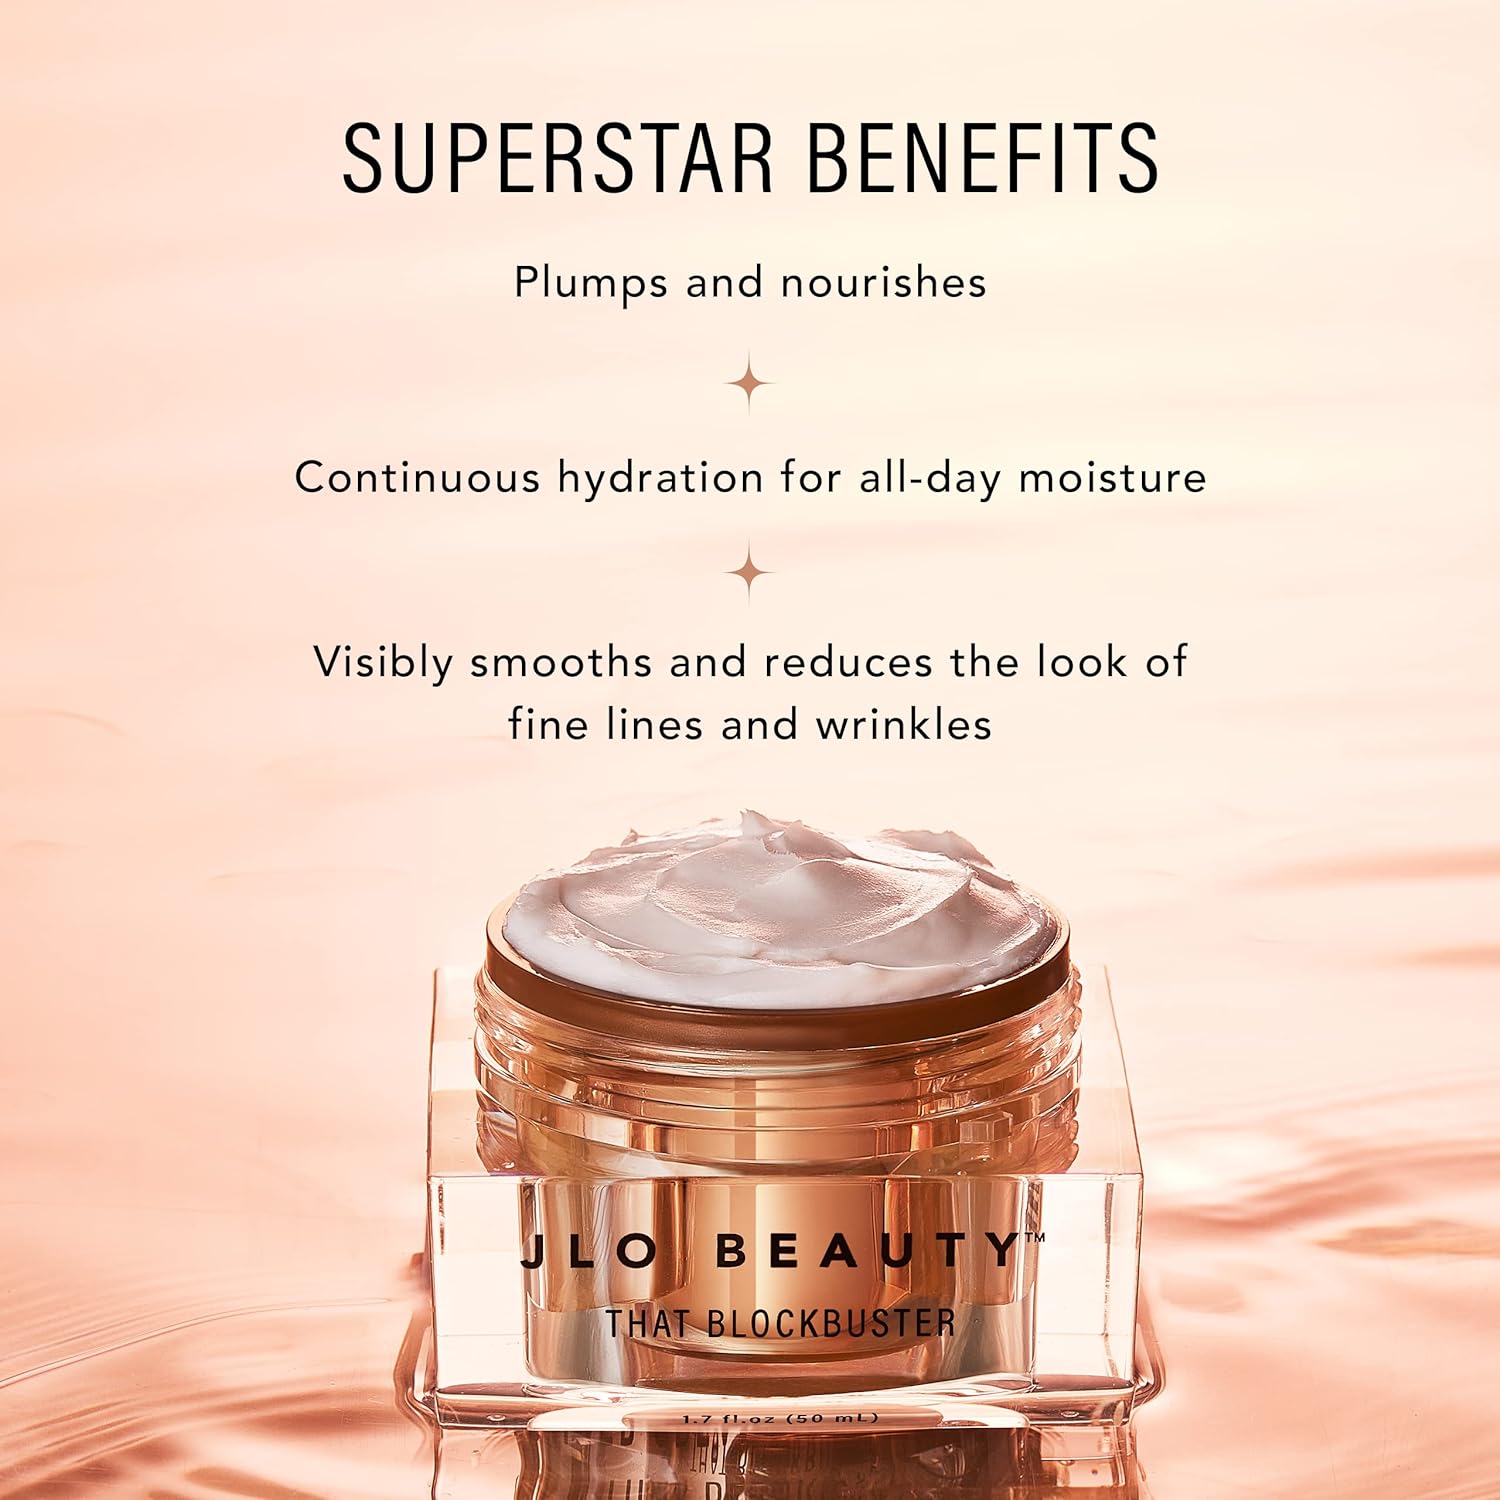 SUPERSTAR BENEFITS
Plumps and nourishes
Continuous hydration for all-day moisture
Visibly smooths and reduces the look of
fine lines and wrinkles
JLO BEAUTY™
THAT BLOCKBUSTER
1.7 fl.oz (50 mL)